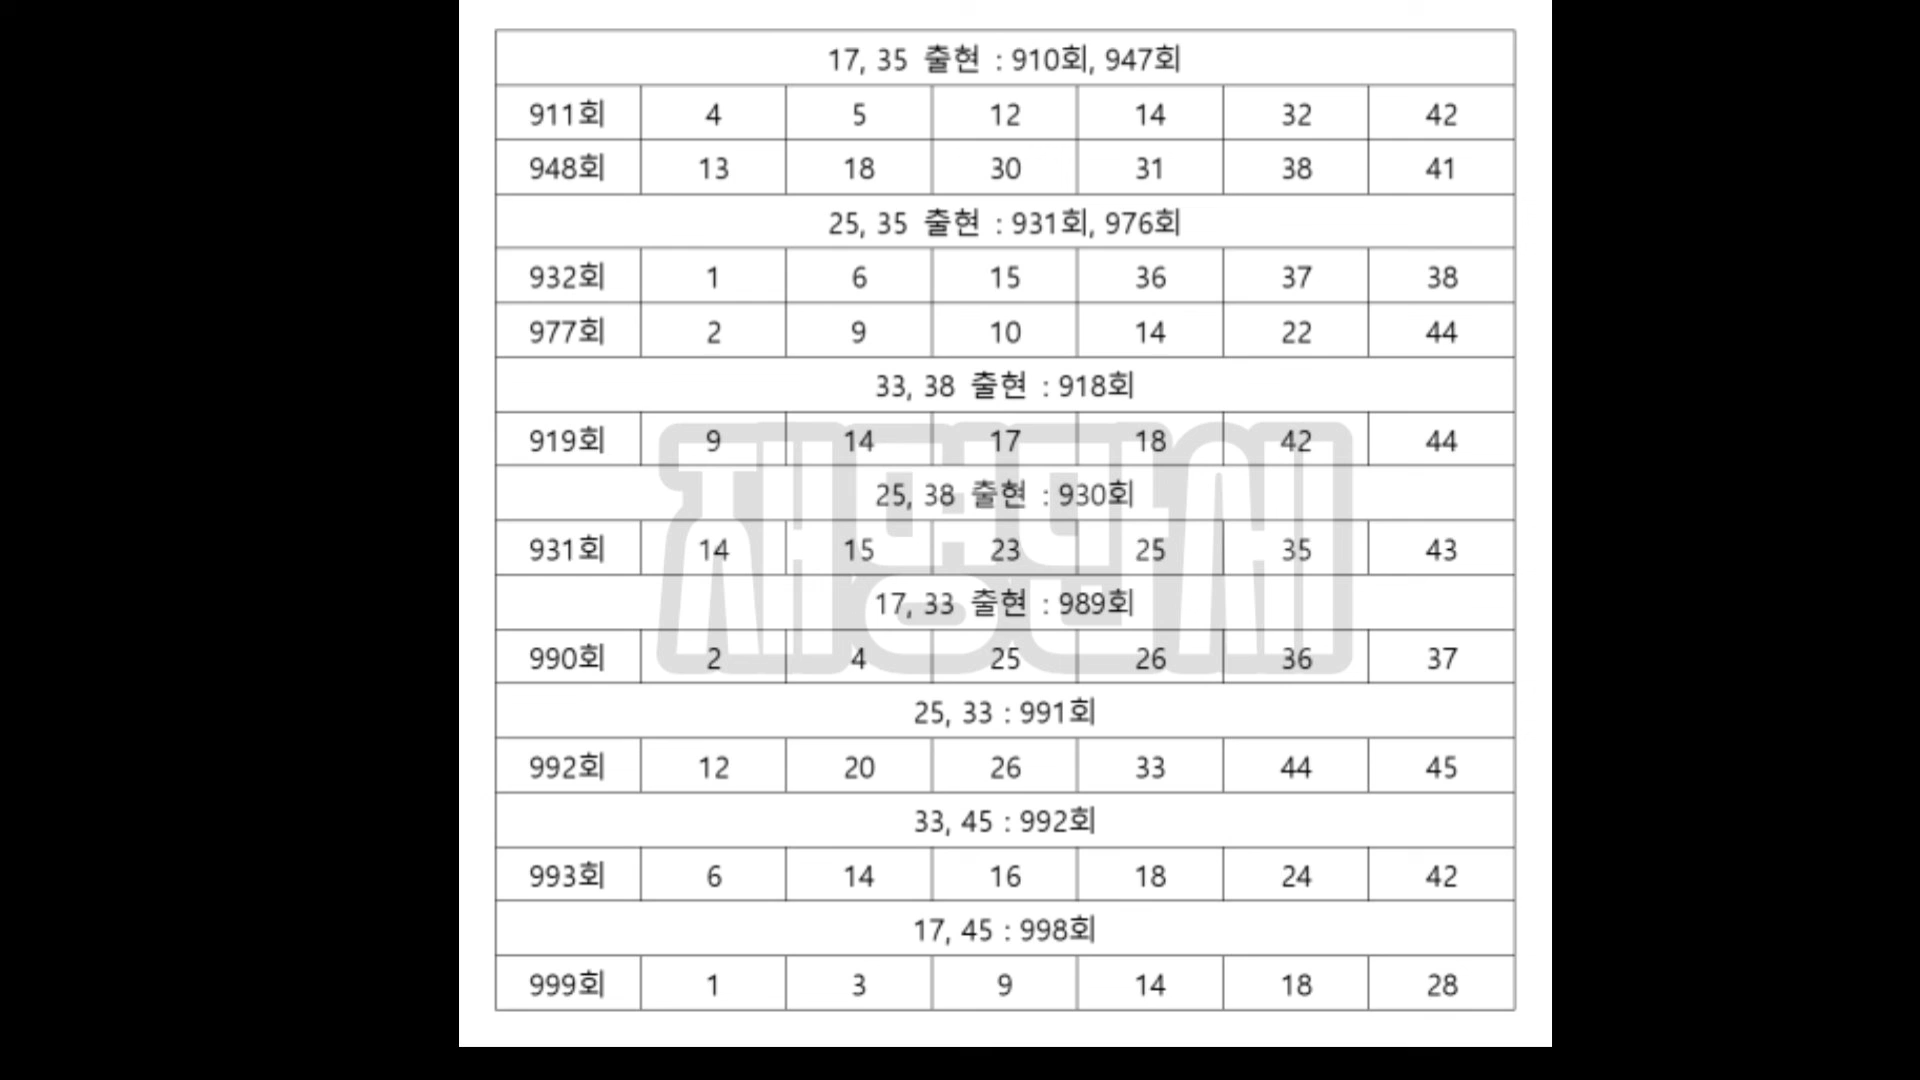 17, 35 출현 : 910회, 947회
911회 4 5 12 14 32 42
948회 13 18 30 31 38 41
25, 35 출현 : 931회, 976회
932회 1 6 15 36 37 38
977회 2 9 10 14 22 44
33, 38 출현 : 918회
919회 9 14 17 18 42 44
25, 38 출현 : 930회
931회 14 15 23 25 35 43
17, 33 출현 : 989회
990회 2 4 25 26 36 37
25, 33 : 991회
992회 12 20 26 33 44 45
33, 45 : 992회
993회 6 14 16 18 24 42
17, 45 : 998회
999회 1 3 9 14 18 28